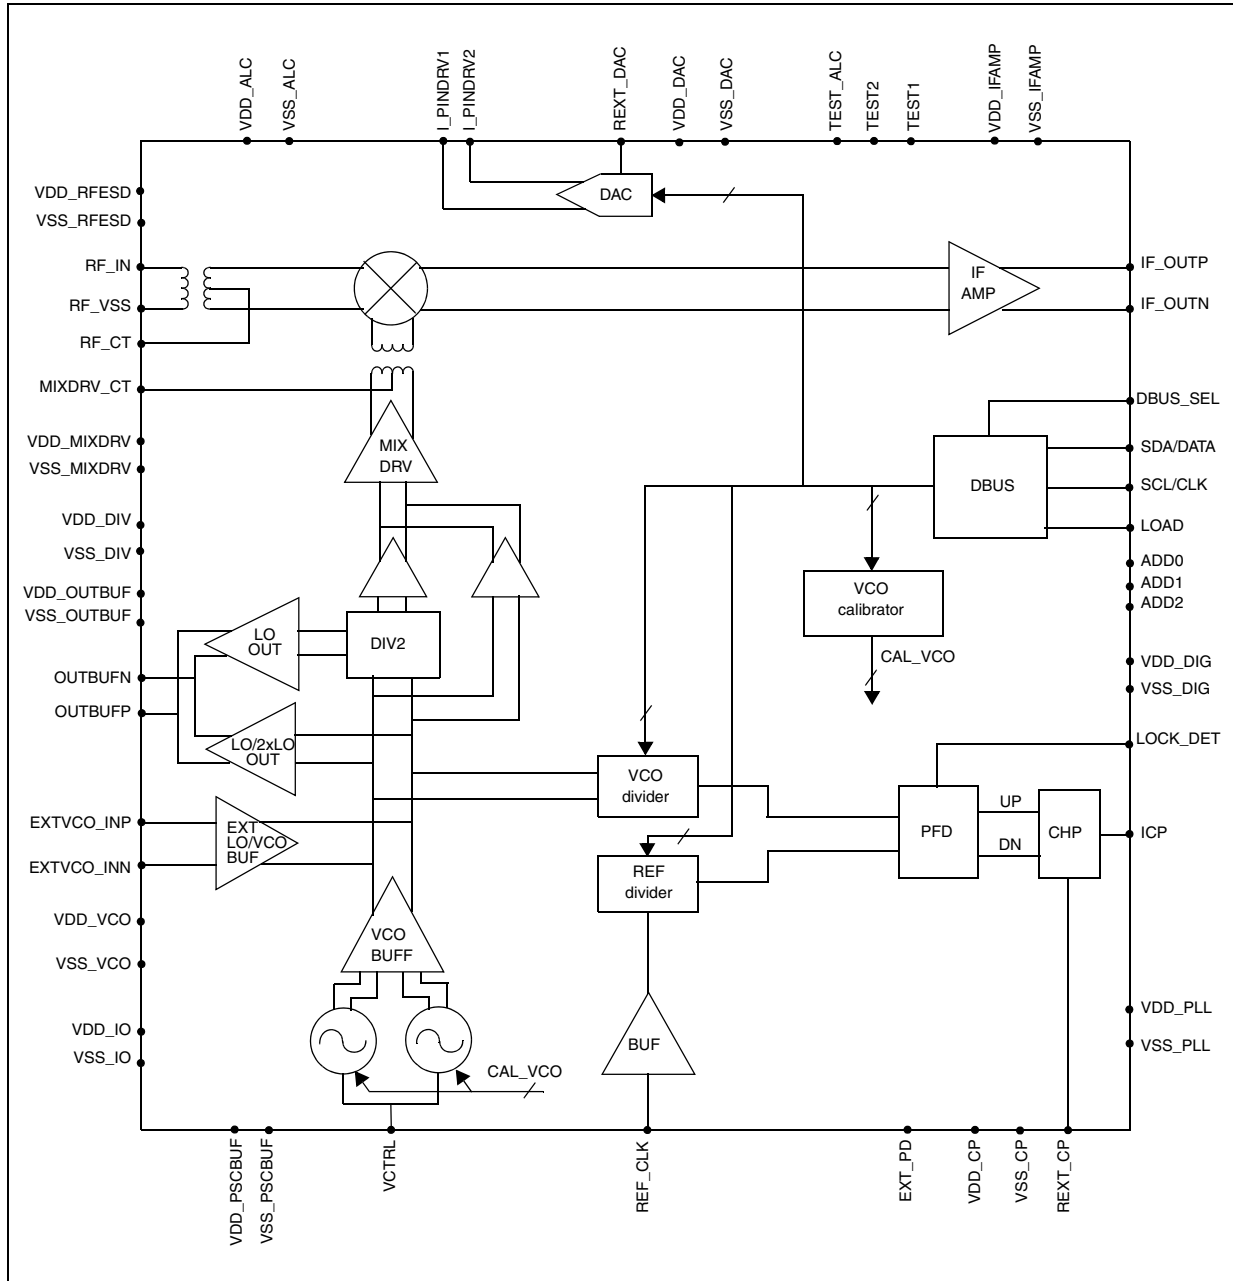 VDD_ALC
VSS_ALC
I_PINDRV1
I_PINDRV2
REXT_DAC
VDD_DAC
VSS_DAC
TEST_ALC
TEST2
TEST1
VDD_IFAMP
VSS_IFAMP
VDD_RFESD
VSS_RFESD
RF_IN
RF_VSS
RF_CT
MIXDRV_CT
VDD_MIXDRV
VSS_MIXDRV
VDD_DIV
VSS_DIV
VDD_OUTBUF
VSS_OUTBUF
OUTBUFN
OUTBUFP
EXTVCO_INP
EXTVCO_INN
VDD_VCO
VSS_VCO
VDD_IO
VSS_IO
DAC
IF
AMP
MIX
DRV
DBUS
VCO
calibrator
CAL_VCO
LO
OUT
DIV2
LO/2xLO
OUT
EXT
LO/VCO
BUF
VCO
divider
REF
divider
PFD
UP
DN
CHP
VCO
BUFF
BUF
CAL_VCO
IF_OUTP
IF_OUTN
DBUS_SEL
SDA/DATA
SCL/CLK
LOAD
ADD0
ADD1
ADD2
VDD_DIG
VSS_DIG
LOCK_DET
ICP
VDD_PLL
VSS_PLL
VDD_PSCBUF
VSS_PSCBUF
VCTRL
REF_CLK
EXT_PD
VDD_CP
VSS_CP
REXT_CP